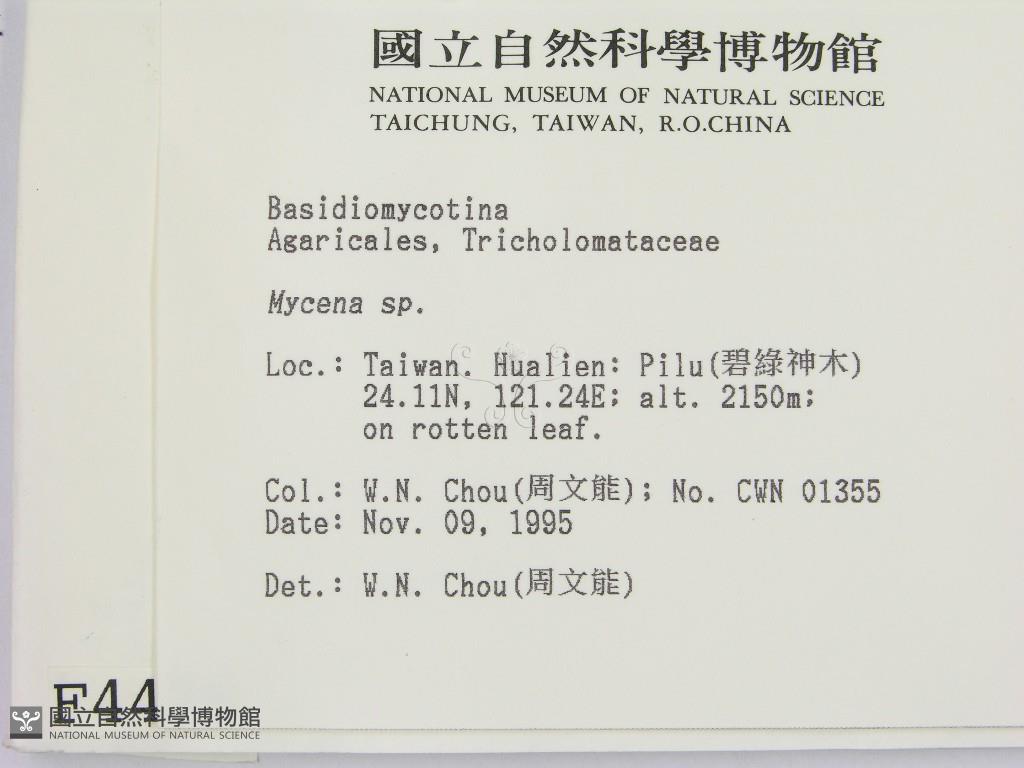 國立自然科學博物館
NATIONAL MUSEUM OF NATURAL SCIENCE
TAICHUNG, TAIWAN, R.O.CHINA
Basidiomycotina
Agaricales, Tricholomataceae
Mycena sp.
Loc.: Taiwan. Hualien: Pilu(碧綠神木)
24.11N, 121.24E; alt. 2150m;
on rotten leaf.
Col.: W.N. Chou(周文能); No. CWN 01355
Date: Nov. 09, 1995
Det.: W.N. Chou(周文能)
F44
國立自然科學博物館
NATIONAL MUSEUM OF NATURAL SCIENCE